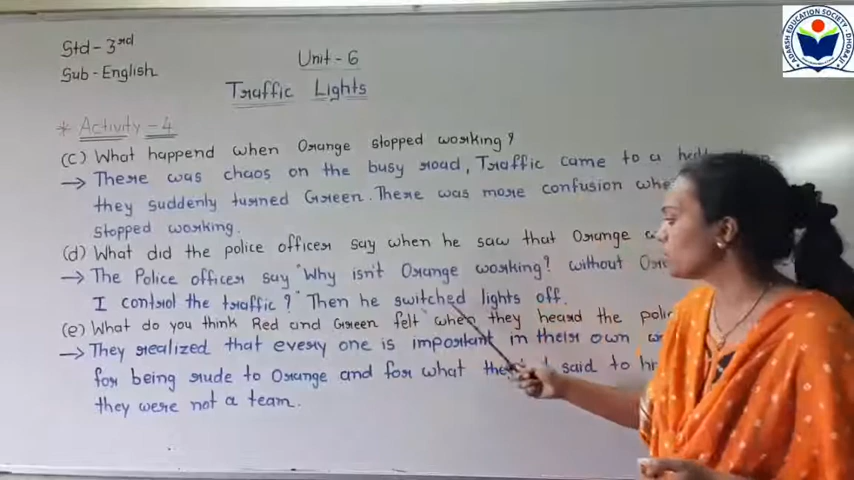 Std - 3rd
Sub - English
Unit - 6
Traffic Lights
* Activity - 4
(c) What happend when Orange stopped working?
→ There was chaos on the busy road, Traffic came to a
they suddenly turned Green. There was more confusion
stopped working.
(d) What did the police officer say when he saw that Orange
→ The Police officer say "Why isn't Orange working? without
I control the traffic?" Then he switched lights off.
(e) What do you think Red and Green felt when they heard the
→ They realized that every one is important in their own
for being rude to Orange and for what they said to
they were not a team.
ADARSH EDUCATION SOCIETY - DHORAJI